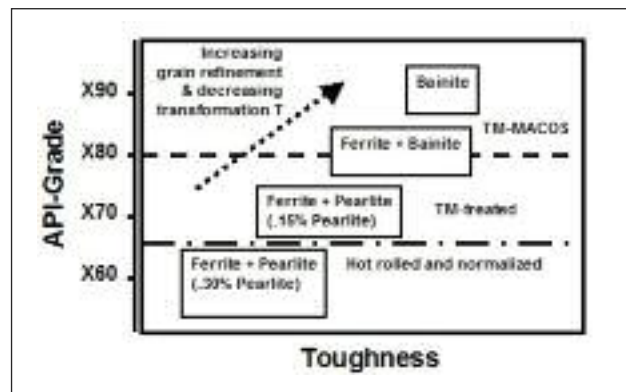 Increasing
grain refinement
& decreasing
transformation T
Bainite
X90
TM-MACOS
Ferrite + Bainite
X80
API-Grade
Ferrite + Pearlite
(.15% Pearlite)
X70
TM-treated
Ferrite + Pearlite
(.30% Pearlite)
Hot rolled and normalized
X60
Toughness